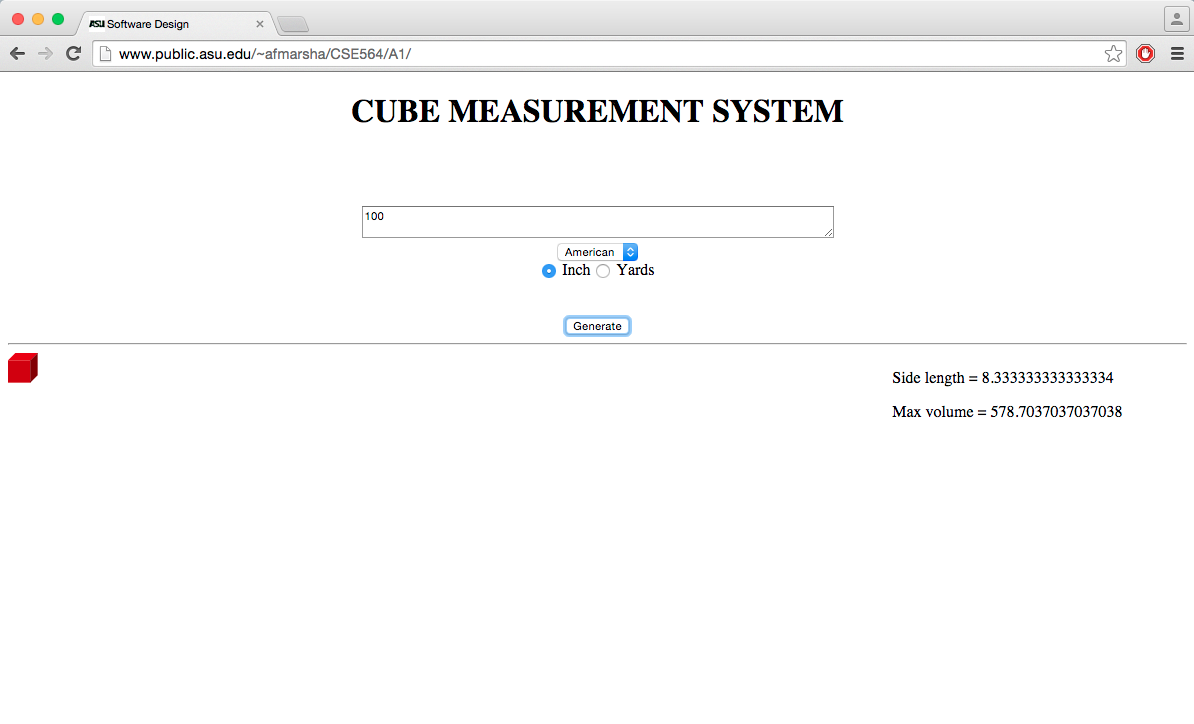 ASU Software Design
www.public.asu.edu/~afmarsha/CSE564/A1/
CUBE MEASUREMENT SYSTEM
100
American
Inch Yards
Generate
Side length = 8.333333333333334
Max volume = 578.7037037037038